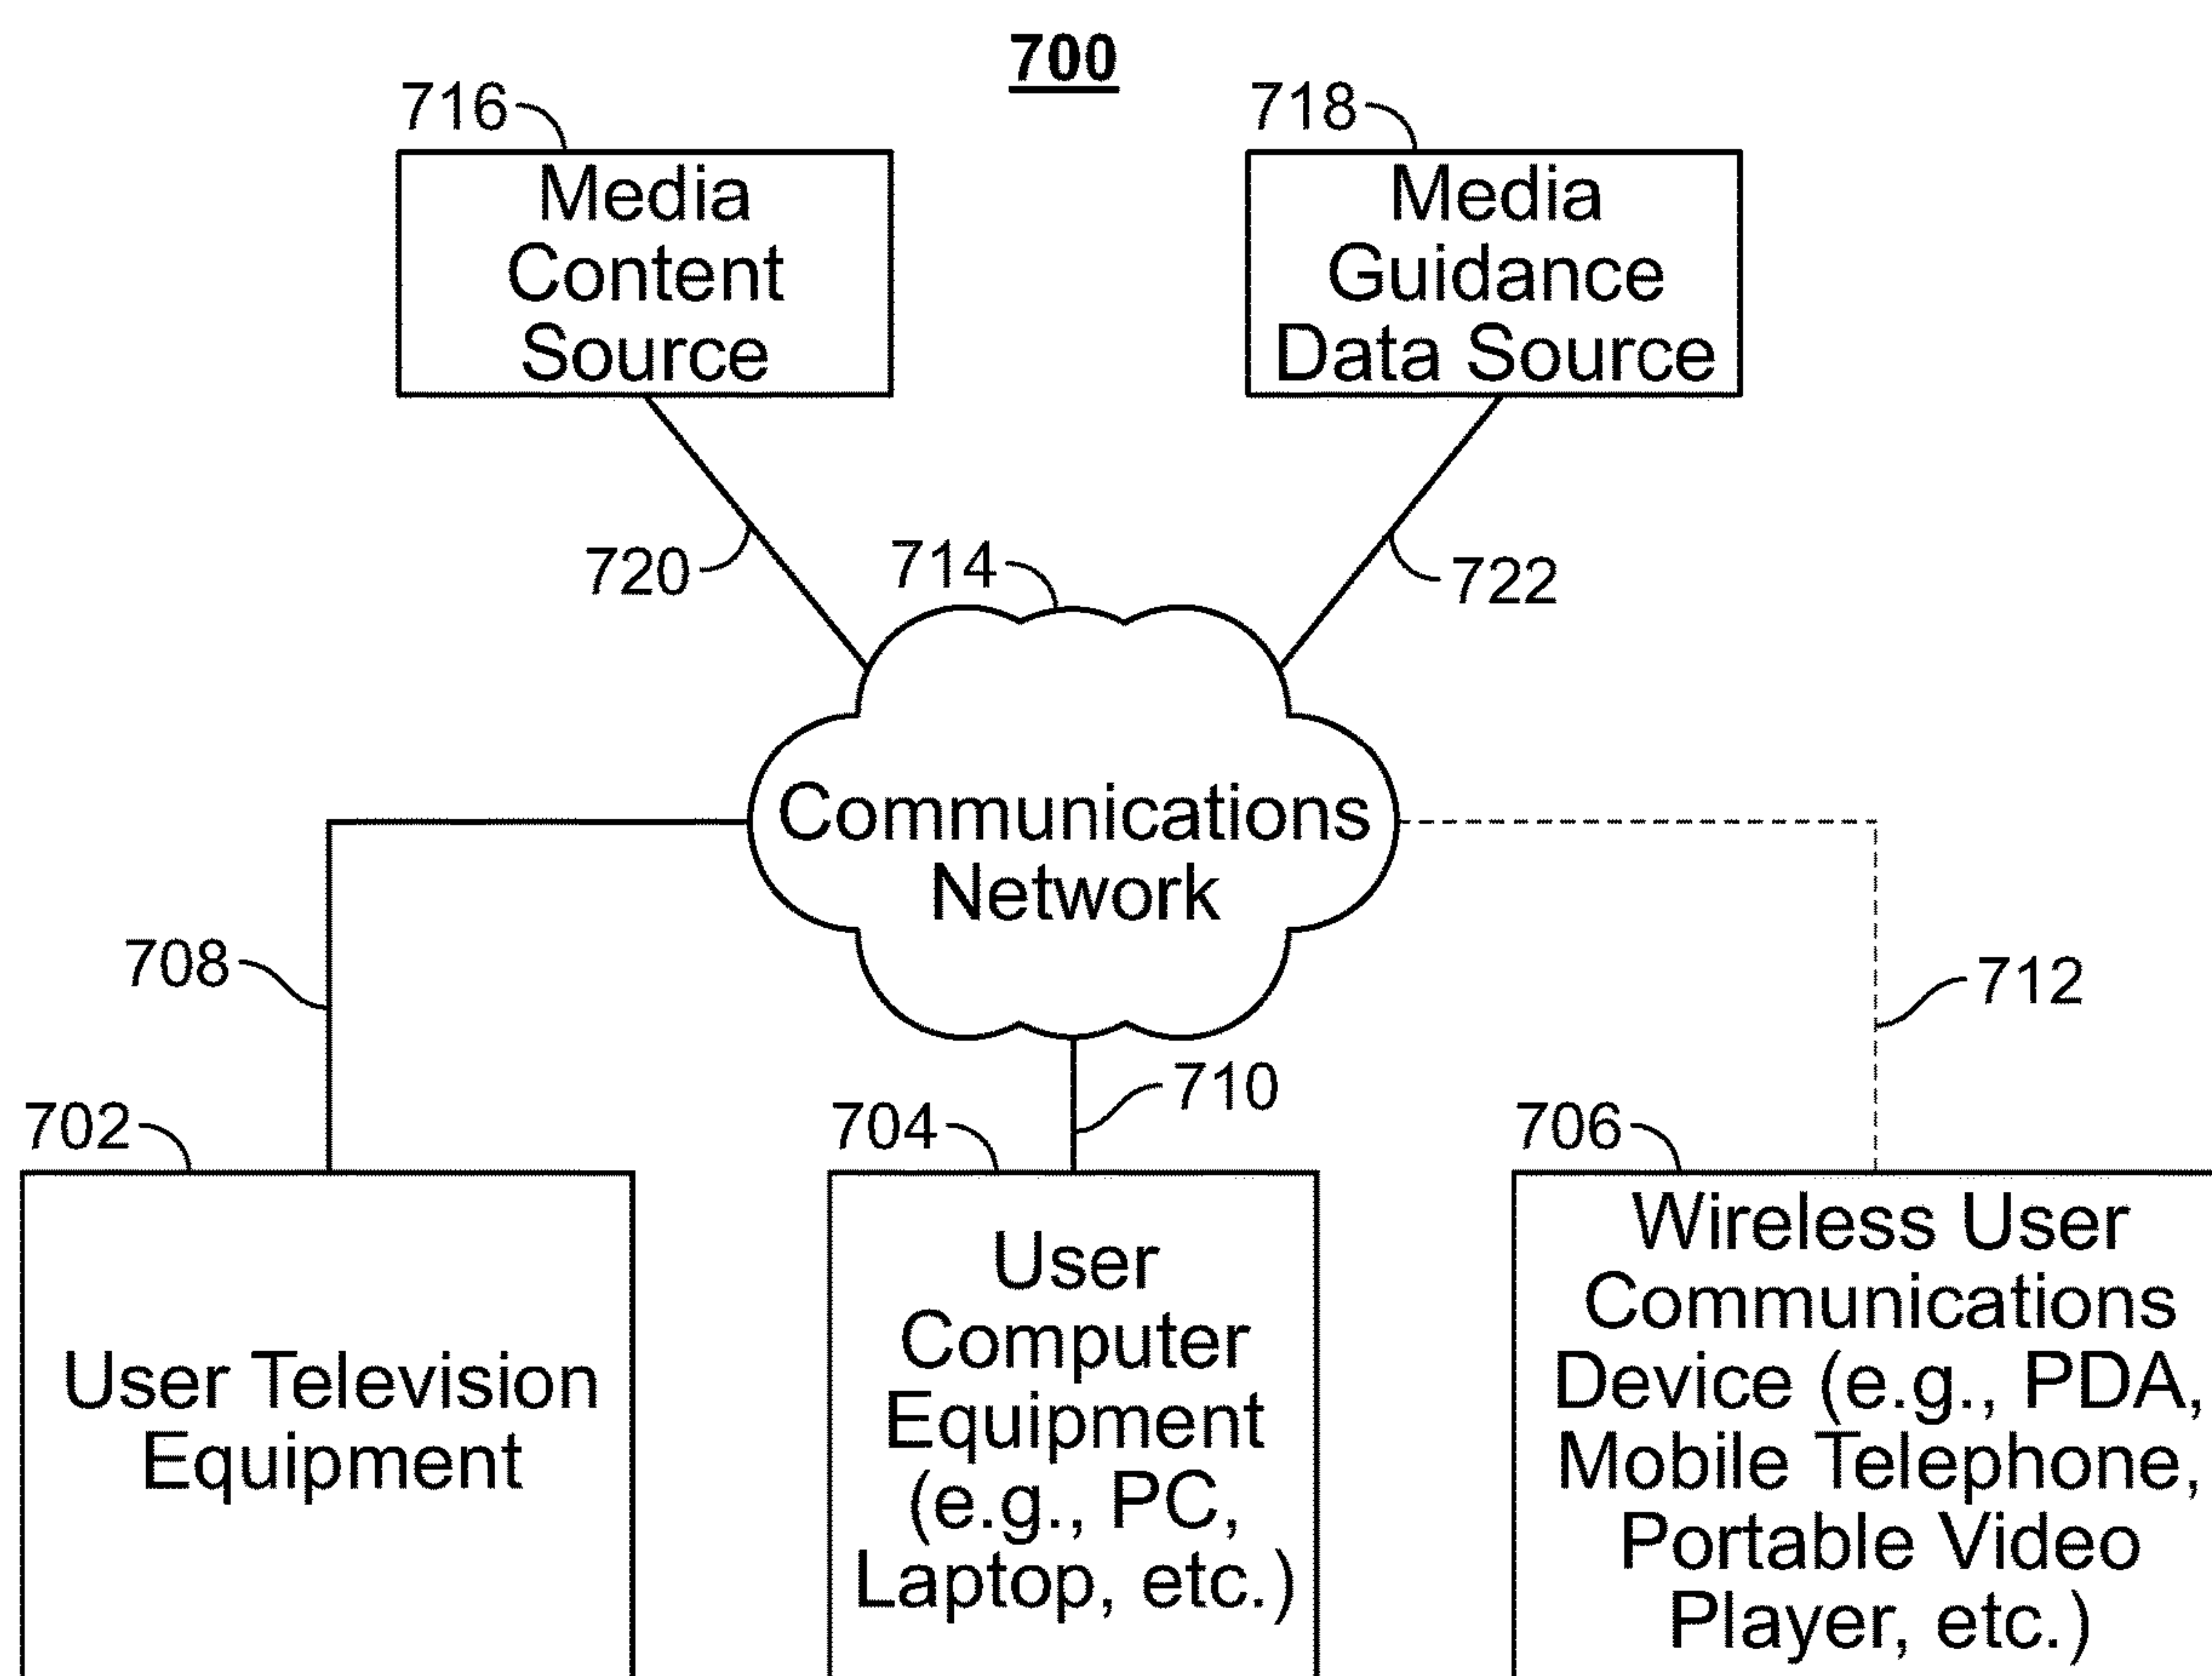 700
716
718
Media
Content
Source
Media
Guidance
Data Source
720
714
722
Communications
Network
708
712
710
702
704
706
User Television
Equipment
User
Computer
Equipment
(e.g., PC,
Laptop, etc.)
Wireless User
Communications
Device (e.g., PDA,
Mobile Telephone,
Portable Video
Player, etc.)